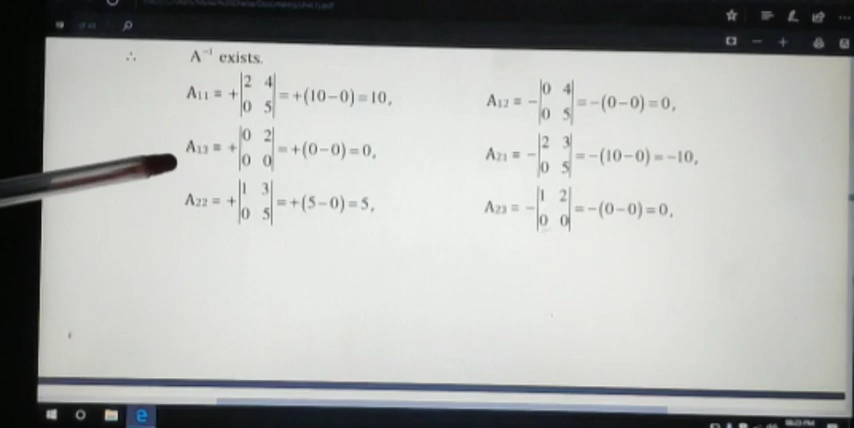 ∴ A⁻¹ exists.
A₁₁ = +|2 4; 0 5| = +(10−0) = 10,
A₁₂ = −|0 4; 0 5| = −(0−0) = 0,
A₁₃ = +|0 2; 0 0| = +(0−0) = 0,
A₂₁ = −|2 3; 0 5| = −(10−0) = −10,
A₂₂ = +|1 3; 0 5| = +(5−0) = 5,
A₂₃ = −|1 2; 0 0| = −(0−0) = 0,